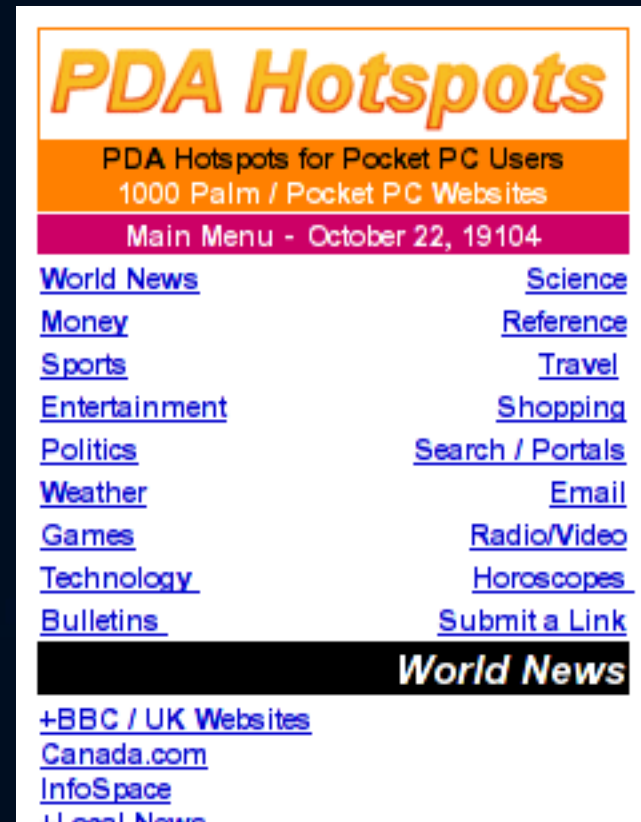 PDA Hotspots
PDA Hotspots for Pocket PC Users
1000 Palm / Pocket PC Websites
Main Menu - October 22, 19104
World News Science
Money Reference
Sports Travel
Entertainment Shopping
Politics Search / Portals
Weather Email
Games Radio/Video
Technology Horoscopes
Bulletins Submit a Link
World News
+BBC / UK Websites
Canada.com
InfoSpace
+Local News